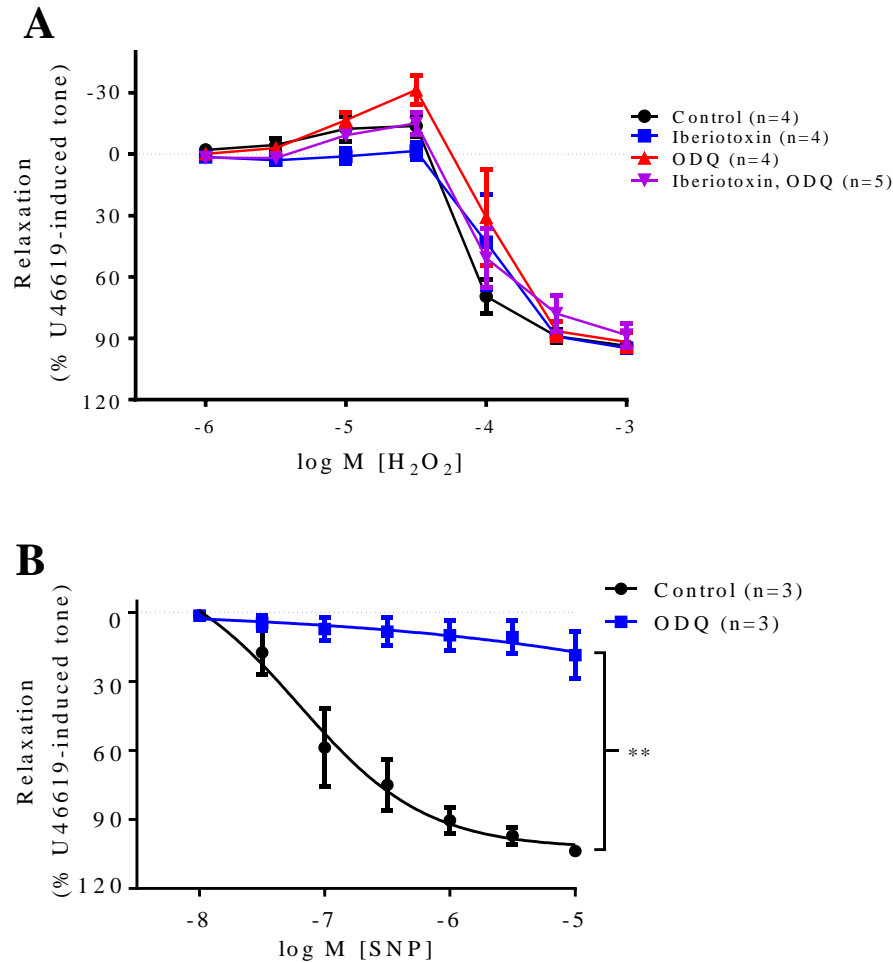 A
Relaxation
(% U46619-induced tone)
-30
0
30
60
90
120
-6
-5
-4
-3
log M [H₂O₂]
Control (n=4)
Iberiotoxin (n=4)
ODQ (n=4)
Iberiotoxin, ODQ (n=5)
B
Relaxation
(% U46619-induced tone)
0
30
60
90
120
-8
-7
-6
-5
log M [SNP]
Control (n=3)
ODQ (n=3)
**